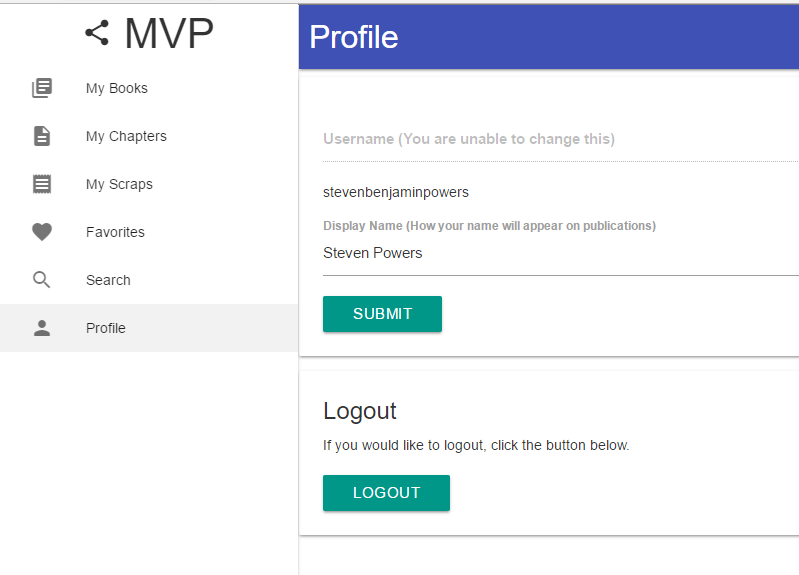 MVP
My Books
My Chapters
My Scraps
Favorites
Search
Profile
Profile
Username (You are unable to change this)
stevenbenjaminpowers
Display Name (How your name will appear on publications)
Steven Powers
SUBMIT
Logout
If you would like to logout, click the button below.
LOGOUT